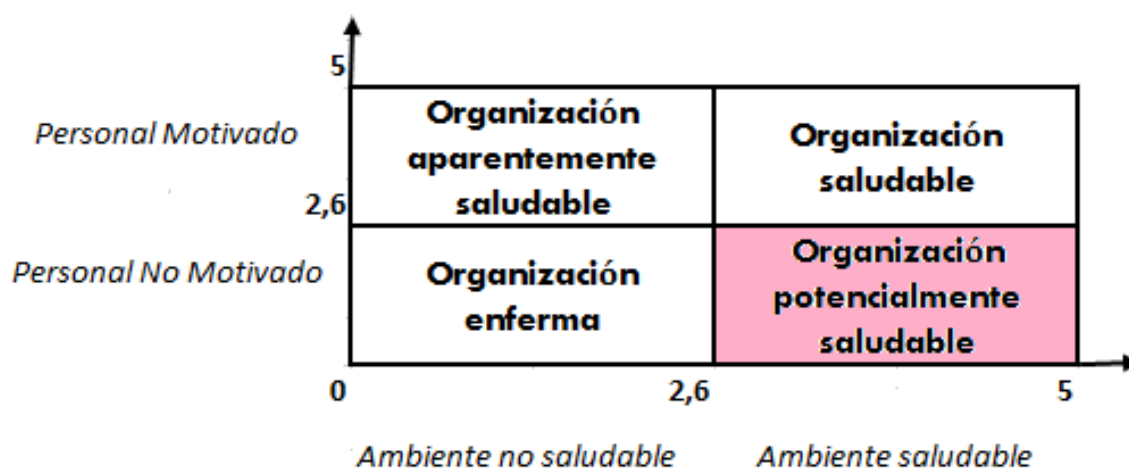 5
Organización
aparentemente
saludable
Organización
saludable
Personal Motivado
2,6
Personal No Motivado
Organización
enferma
Organización
potencialmente
saludable
0
2,6
5
Ambiente no saludable
Ambiente saludable